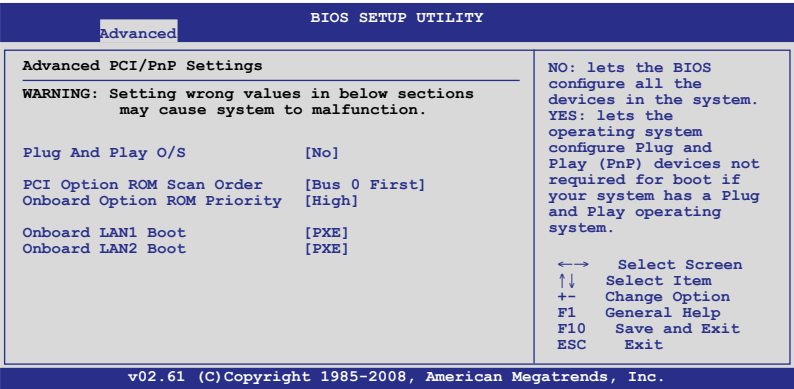 BIOS SETUP UTILITY
Advanced
Advanced PCI/PnP Settings
WARNING: Setting wrong values in below sections
may cause system to malfunction.
Plug And Play O/S [No]
PCI Option ROM Scan Order [Bus 0 First]
Onboard Option ROM Priority [High]
Onboard LAN1 Boot [PXE]
Onboard LAN2 Boot [PXE]
NO: lets the BIOS
configure all the
devices in the system.
YES: lets the
operating system
configure Plug and
Play (PnP) devices not
required for boot if
your system has a Plug
and Play operating
system.
←→ Select Screen
↑↓ Select Item
+- Change Option
F1 General Help
F10 Save and Exit
ESC Exit
v02.61 (C)Copyright 1985-2008, American Megatrends, Inc.